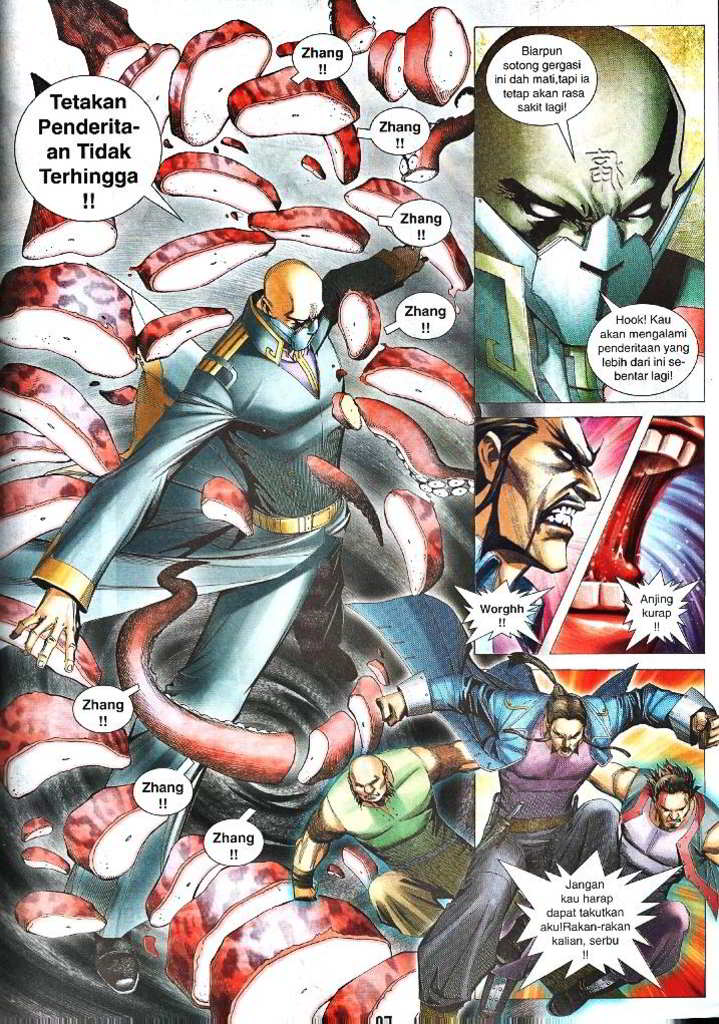 Tetakan
Penderita-
an Tidak
Terhingga
!!
Zhang
!!
Zhang
!!
Zhang
!!
Zhang
!!
Zhang
!!
Zhang
!!
Zhang
!!
Biarpun
sotong gergasi
ini dah mati,tapi ia
tetap akan rasa
sakit lagi!
Hook! Kau
akan mengalami
penderitaan yang
lebih dari ini se-
bentar lagi!
Worghh
!!
Anjing
kurap
!!
Jangan
kau harap
dapat takutkan
aku!Rakan-rakan
kalian, serbu
!!